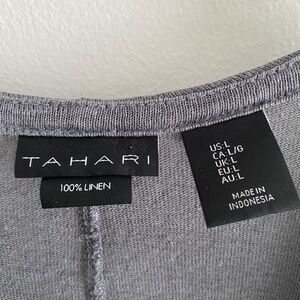 TAHARI
100% LINEN
US:L
CA:L/G
UK:L
EU:L
AU:L
MADE IN
INDONESIA